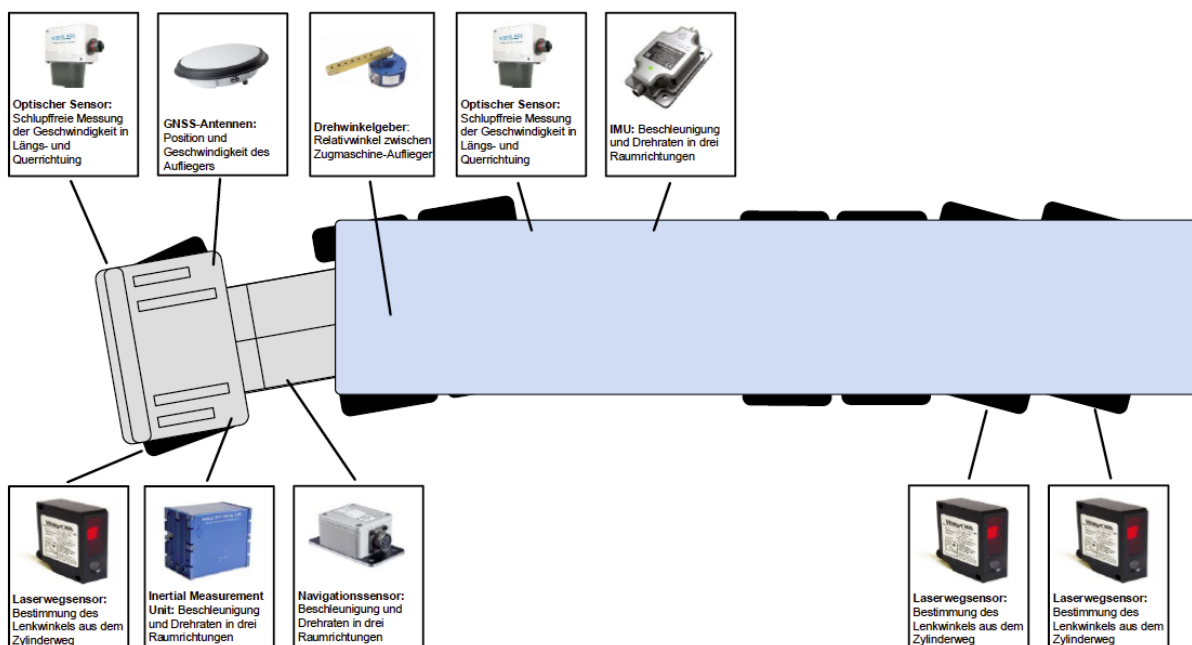 Optischer Sensor:
Schlupffreie Messung
der Geschwindigkeit in
Längs- und
Querrichtuing
GNSS-Antennen:
Position und
Geschwindigkeit des
Aufliegers
Drehwinkelgeber:
Relativwinkel zwischen
Zugmaschine-Auflieger
Optischer Sensor:
Schlupffreie Messung
der Geschwindigkeit in
Längs- und
Querrichtuing
IMU: Beschleunigung
und Drehraten in drei
Raumrichtungen
Laserwegsensor:
Bestimmung des
Lenkwinkels aus dem
Zylinderweg
Inertial Measurement
Unit: Beschleunigung
und Drehraten in drei
Raumrichtungen
Navigationssensor:
Beschleunigung und
Drehraten in drei
Raumrichtungen
Laserwegsensor:
Bestimmung des
Lenkwinkels aus dem
Zylinderweg
Laserwegsensor:
Bestimmung des
Lenkwinkels aus dem
Zylinderweg